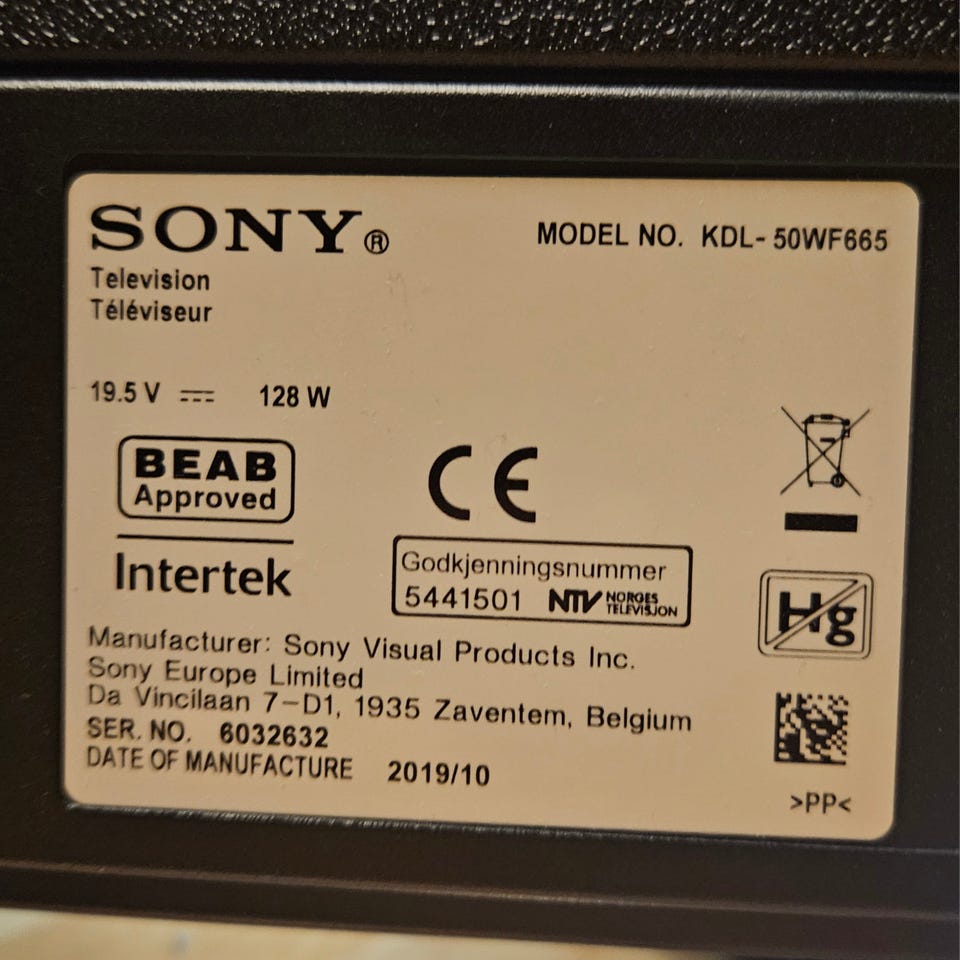 SONY®
MODEL NO. KDL- 50WF665
Television
Téléviseur
19.5 V 128 W
BEAB
Approved
Intertek
CE
Godkjenningsnummer
5441501 NTV NORGES
TELEVISJON
Hg
Manufacturer: Sony Visual Products Inc.
Sony Europe Limited
Da Vincilaan 7-D1, 1935 Zaventem, Belgium
SER. NO. 6032632
DATE OF MANUFACTURE 2019/10
>PP<